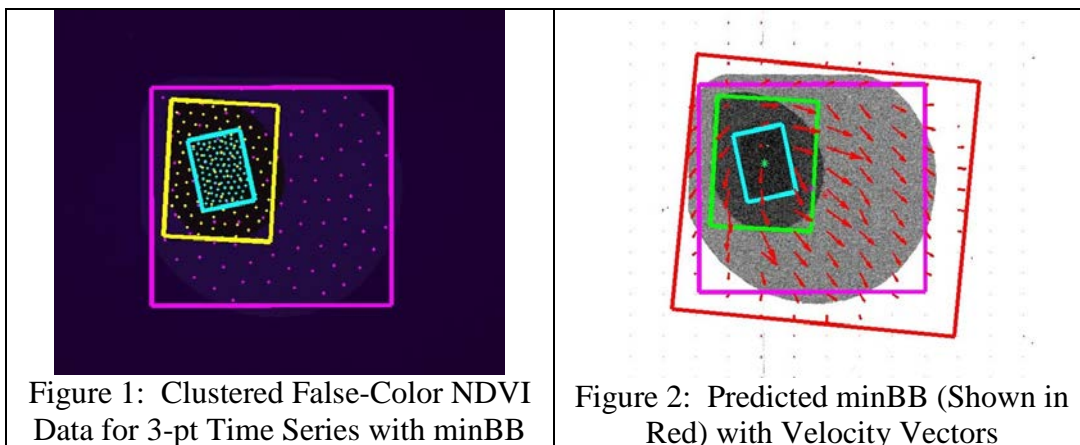 Figure 1: Clustered False-Color NDVI
Data for 3-pt Time Series with minBB
Figure 2: Predicted minBB (Shown in
Red) with Velocity Vectors